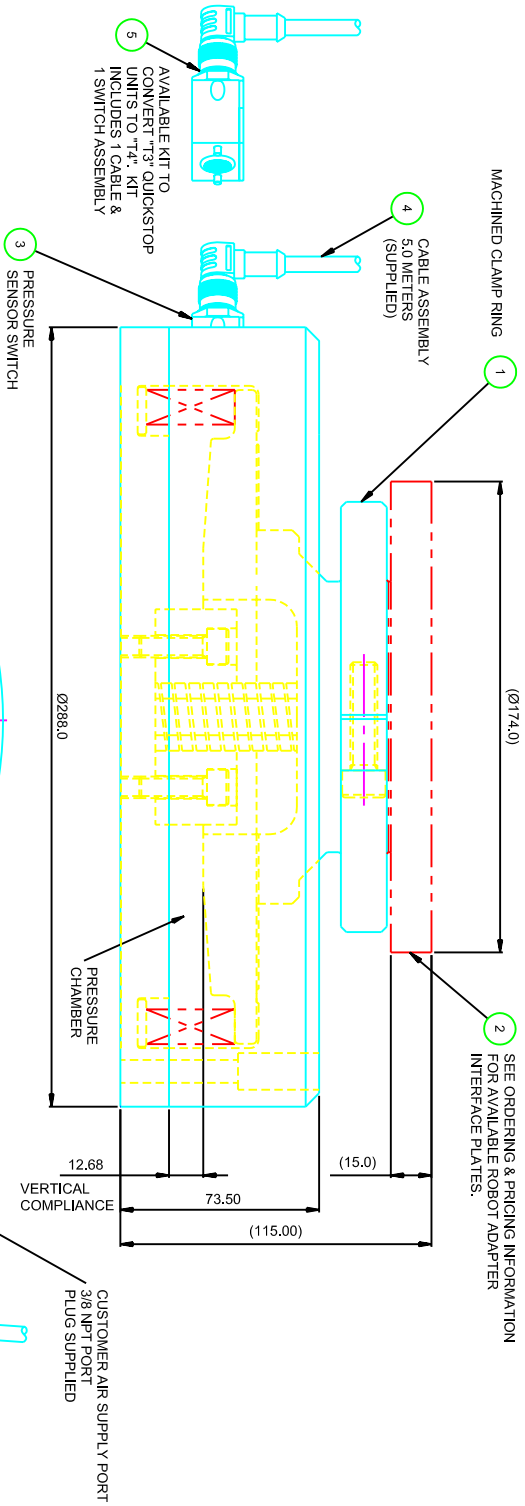 5
AVAILABLE KIT TO
CONVERT "T3" QUICKSTOP
UNITS TO "T4". KIT
INCLUDES 1 CABLE &
1 SWITCH ASSEMBLY
MACHINED CLAMP RING
4
CABLE ASSEMBLY
5.0 METERS
(SUPPLIED)
3
PRESSURE
SENSOR SWITCH
1
(Ø174.0)
Ø288.0
2
SEE ORDERING & PRICING INFORMATION
FOR AVAILABLE ROBOT ADAPTER
INTERFACE PLATES.
PRESSURE
CHAMBER
(15.0)
12.68
VERTICAL
COMPLIANCE
73.50
(115.00)
CUSTOMER AIR SUPPLY PORT
3/8 NPT PORT
PLUG SUPPLIED